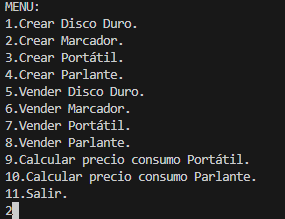 MENU:
1.Crear Disco Duro.
2.Crear Marcador.
3.Crear Portátil.
4.Crear Parlante.
5.Vender Disco Duro.
6.Vender Marcador.
7.Vender Portátil.
8.Vender Parlante.
9.Calcular precio consumo Portátil.
10.Calcular precio consumo Parlante.
11.Salir.
2